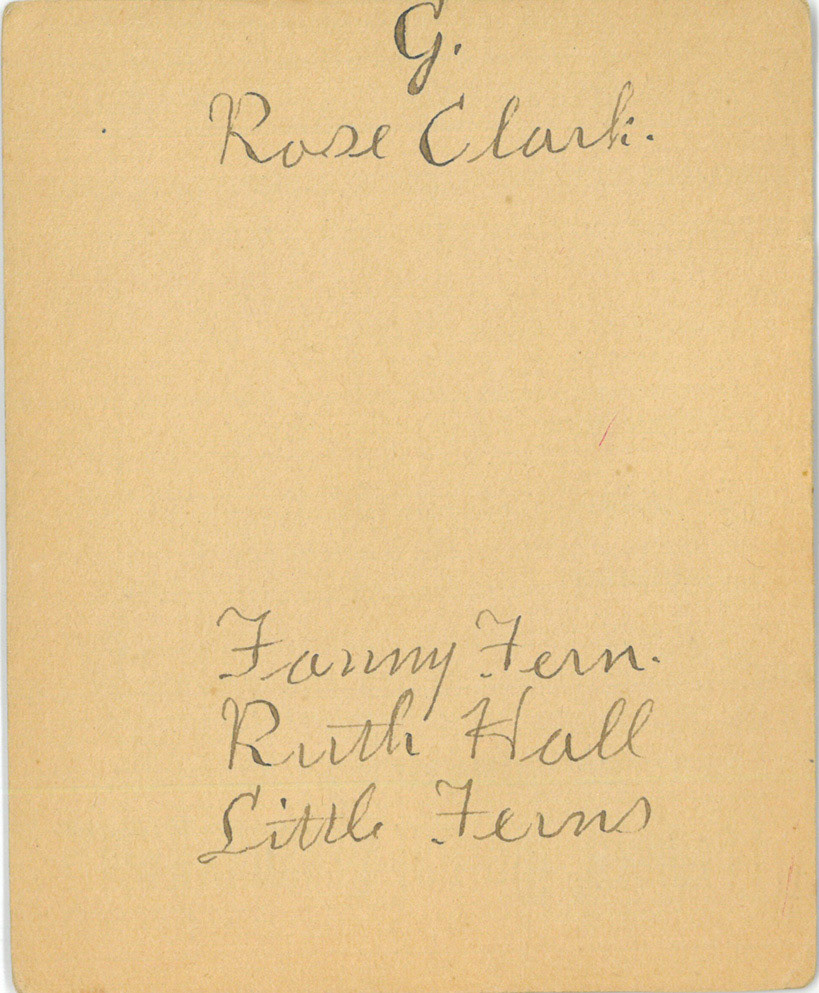 G.
Rose Clark.
Fanny Fern.
Ruth Hall
Little Ferns